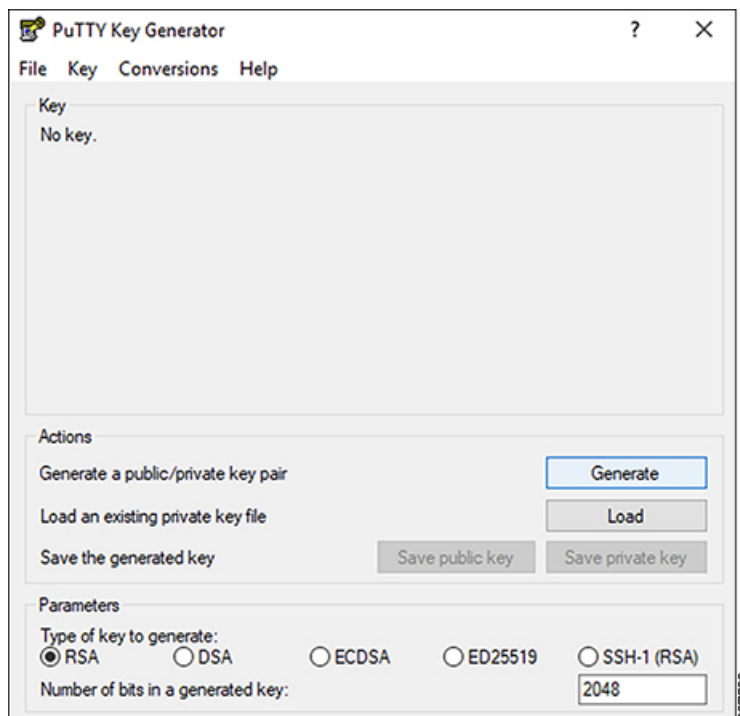 PuTTY Key Generator ? ×
File Key Conversions Help
Key
No key.
Actions
Generate a public/private key pair Generate
Load an existing private key file Load
Save the generated key Save public key Save private key
Parameters
Type of key to generate:
RSA DSA ECDSA ED25519 SSH-1 (RSA)
Number of bits in a generated key: 2048